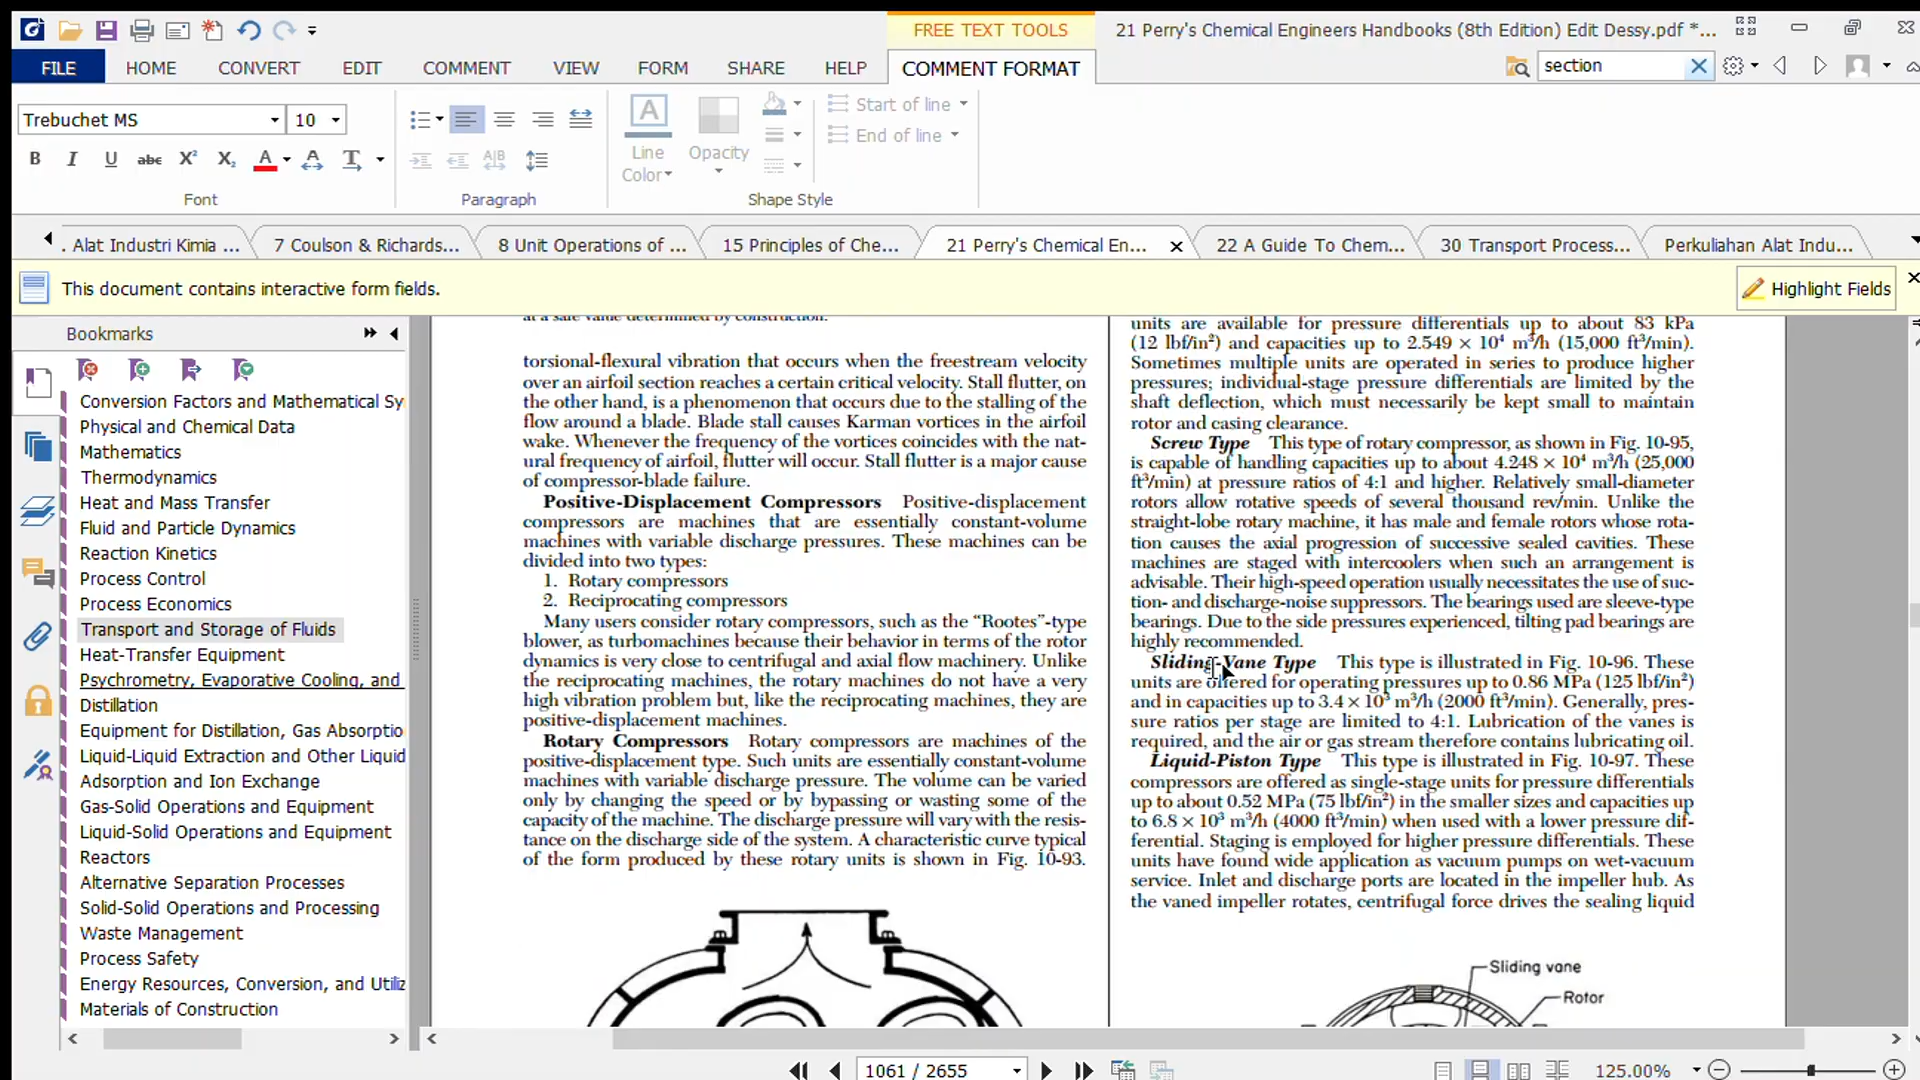 FREE TEXT TOOLS
21 Perry's Chemical Engineers Handbooks (8th Edition) Edit Dessy.pdf *...
FILE HOME CONVERT EDIT COMMENT VIEW FORM SHARE HELP COMMENT FORMAT
section
Trebuchet MS 10
Start of line
End of line
B I U abc X² X₂ A A T
A|B
Line Color
Opacity
Font Paragraph Shape Style
. Alat Industri Kimia ... 7 Coulson & Richards... 8 Unit Operations of ... 15 Principles of Che... 21 Perry's Chemical En... 22 A Guide To Chem... 30 Transport Process... Perkuliahan Alat Indu...
This document contains interactive form fields.
Highlight Fields
Bookmarks
Conversion Factors and Mathematical Sy
Physical and Chemical Data
Mathematics
Thermodynamics
Heat and Mass Transfer
Fluid and Particle Dynamics
Reaction Kinetics
Process Control
Process Economics
Transport and Storage of Fluids
Heat-Transfer Equipment
Psychrometry, Evaporative Cooling, and
Distillation
Equipment for Distillation, Gas Absorptio
Liquid-Liquid Extraction and Other Liquid
Adsorption and Ion Exchange
Gas-Solid Operations and Equipment
Liquid-Solid Operations and Equipment
Reactors
Alternative Separation Processes
Solid-Solid Operations and Processing
Waste Management
Process Safety
Energy Resources, Conversion, and Utiliz
Materials of Construction
at a safe value determined by construction.
torsional-flexural vibration that occurs when the freestream velocity
over an airfoil section reaches a certain critical velocity. Stall flutter, on
the other hand, is a phenomenon that occurs due to the stalling of the
flow around a blade. Blade stall causes Karman vortices in the airfoil
wake. Whenever the frequency of the vortices coincides with the nat-
ural frequency of airfoil, flutter will occur. Stall flutter is a major cause
of compressor-blade failure.
Positive-Displacement Compressors Positive-displacement
compressors are machines that are essentially constant-volume
machines with variable discharge pressures. These machines can be
divided into two types:
1. Rotary compressors
2. Reciprocating compressors
Many users consider rotary compressors, such as the “Rootes”-type
blower, as turbomachines because their behavior in terms of the rotor
dynamics is very close to centrifugal and axial flow machinery. Unlike
the reciprocating machines, the rotary machines do not have a very
high vibration problem but, like the reciprocating machines, they are
positive-displacement machines.
Rotary Compressors Rotary compressors are machines of the
positive-displacement type. Such units are essentially constant-volume
machines with variable discharge pressure. The volume can be varied
only by changing the speed or by bypassing or wasting some of the
capacity of the machine. The discharge pressure will vary with the resis-
tance on the discharge side of the system. A characteristic curve typical
of the form produced by these rotary units is shown in Fig. 10-93.
units are available for pressure differentials up to about 83 kPa
(12 lbf/in²) and capacities up to 2.549 × 10⁴ m³/h (15,000 ft³/min).
Sometimes multiple units are operated in series to produce higher
pressures; individual-stage pressure differentials are limited by the
shaft deflection, which must necessarily be kept small to maintain
rotor and casing clearance.
Screw Type This type of rotary compressor, as shown in Fig. 10-95,
is capable of handling capacities up to about 4.248 × 10⁴ m³/h (25,000
ft³/min) at pressure ratios of 4:1 and higher. Relatively small-diameter
rotors allow rotative speeds of several thousand rev/min. Unlike the
straight-lobe rotary machine, it has male and female rotors whose rota-
tion causes the axial progression of successive sealed cavities. These
machines are staged with intercoolers when such an arrangement is
advisable. Their high-speed operation usually necessitates the use of suc-
tion- and discharge-noise suppressors. The bearings used are sleeve-type
bearings. Due to the side pressures experienced, tilting pad bearings are
highly recommended.
Sliding-Vane Type This type is illustrated in Fig. 10-96. These
units are offered for operating pressures up to 0.86 MPa (125 lbf/in²)
and in capacities up to 3.4 × 10³ m³/h (2000 ft³/min). Generally, pres-
sure ratios per stage are limited to 4:1. Lubrication of the vanes is
required, and the air or gas stream therefore contains lubricating oil.
Liquid-Piston Type This type is illustrated in Fig. 10-97. These
compressors are offered as single-stage units for pressure differentials
up to about 0.52 MPa (75 lbf/in²) in the smaller sizes and capacities up
to 6.8 × 10³ m³/h (4000 ft³/min) when used with a lower pressure dif-
ferential. Staging is employed for higher pressure differentials. These
units have found wide application as vacuum pumps on wet-vacuum
service. Inlet and discharge ports are located in the impeller hub. As
the vaned impeller rotates, centrifugal force drives the sealing liquid
Sliding vane
Rotor
1061 / 2655
125.00%